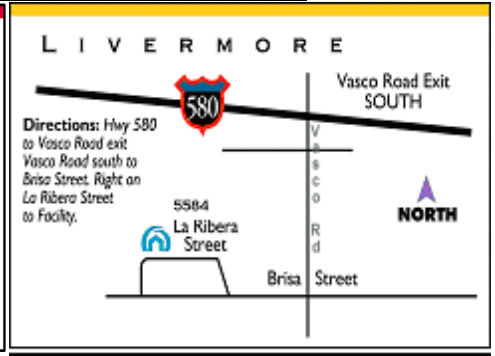 LIVERMORE
580
Vasco Road Exit
SOUTH
Directions: Hwy 580
to Vasco Road exit
Vasco Road south to
Brisa Street, Right on
La Ribera Street
to Facility.
Vasco Rd
NORTH
5584
La Ribera
Street
Brisa Street